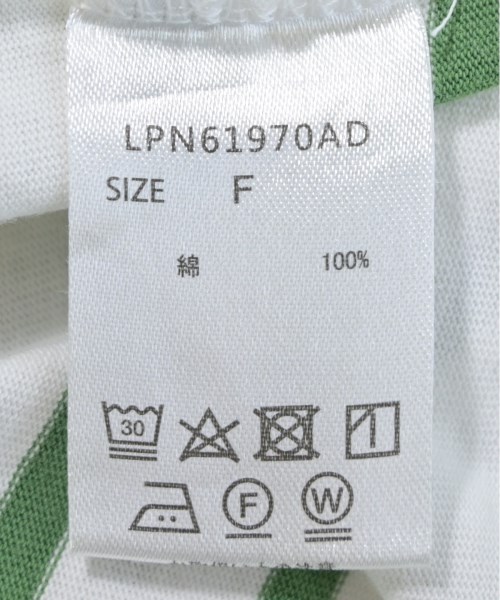 LPN61970AD
SIZE F
綿 100%
30
F W